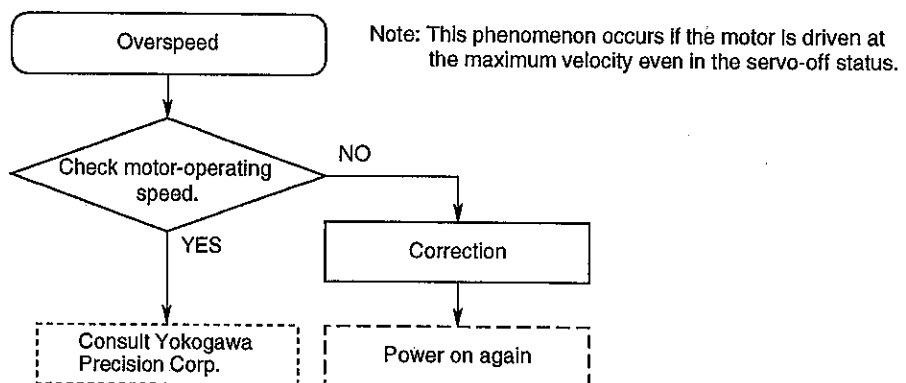 Overspeed
Note: This phenomenon occurs if the motor is driven at
the maximum velocity even in the servo-off status.
Check motor-operating
speed.
NO
YES
Correction
Consult Yokogawa
Precision Corp.
Power on again